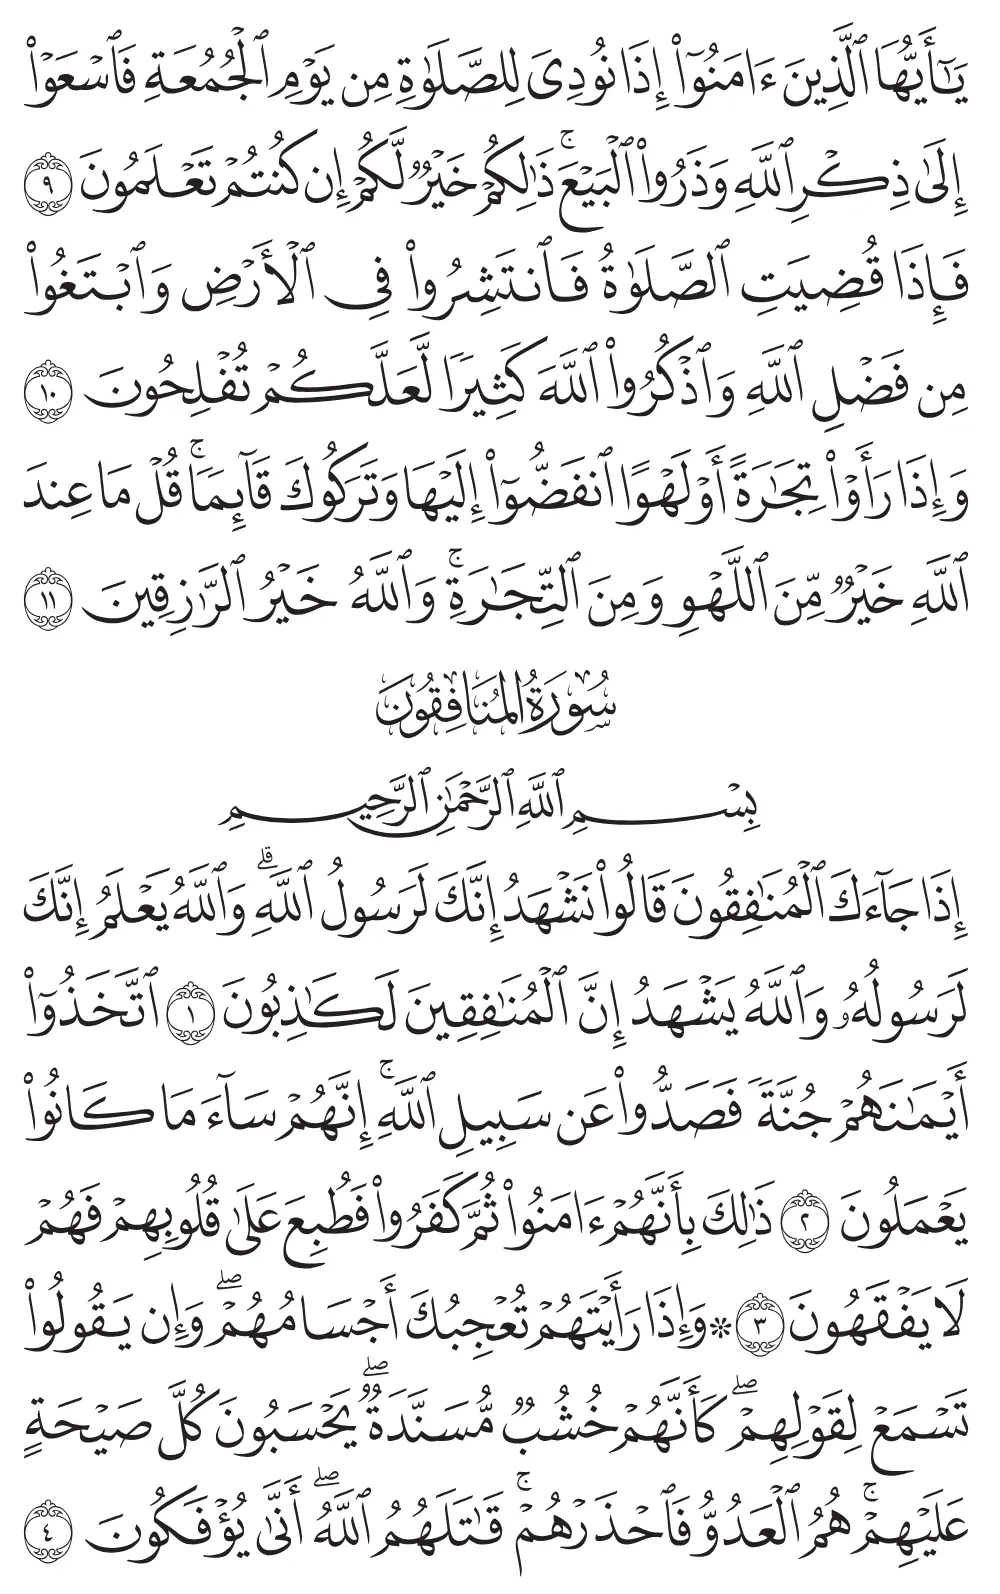 يَـٰٓأَيُّهَا ٱلَّذِينَ ءَامَنُوٓا۟ إِذَا نُودِىَ لِلصَّلَوٰةِ مِن يَوْمِ ٱلْجُمُعَةِ فَٱسْعَوْا۟
إِلَىٰ ذِكْرِ ٱللَّهِ وَذَرُوا۟ ٱلْبَيْعَ ۚ ذَٰلِكُمْ خَيْرٌ لَّكُمْ إِن كُنتُمْ تَعْلَمُونَ ٩
فَإِذَا قُضِيَتِ ٱلصَّلَوٰةُ فَٱنتَشِرُوا۟ فِى ٱلْأَرْضِ وَٱبْتَغُوا۟
مِن فَضْلِ ٱللَّهِ وَٱذْكُرُوا۟ ٱللَّهَ كَثِيرًا لَّعَلَّكُمْ تُفْلِحُونَ ١٠
وَإِذَا رَأَوْا۟ تِجَـٰرَةً أَوْ لَهْوًا ٱنفَضُّوٓا۟ إِلَيْهَا وَتَرَكُوكَ قَآئِمًا ۚ قُلْ مَا عِندَ
ٱللَّهِ خَيْرٌ مِّنَ ٱللَّهْوِ وَمِنَ ٱلتِّجَـٰرَةِ ۚ وَٱللَّهُ خَيْرُ ٱلرَّٰزِقِينَ ١١
سُورَةُ المُنَافِقُونَ
بِسْمِ ٱللَّهِ ٱلرَّحْمَـٰنِ ٱلرَّحِيمِ
إِذَا جَآءَكَ ٱلْمُنَـٰفِقُونَ قَالُوا۟ نَشْهَدُ إِنَّكَ لَرَسُولُ ٱللَّهِ ۗ وَٱللَّهُ يَعْلَمُ إِنَّكَ
لَرَسُولُهُۥ وَٱللَّهُ يَشْهَدُ إِنَّ ٱلْمُنَـٰفِقِينَ لَكَـٰذِبُونَ ١ ٱتَّخَذُوٓا۟
أَيْمَـٰنَهُمْ جُنَّةً فَصَدُّوا۟ عَن سَبِيلِ ٱللَّهِ ۚ إِنَّهُمْ سَآءَ مَا كَانُوا۟
يَعْمَلُونَ ٢ ذَٰلِكَ بِأَنَّهُمْ ءَامَنُوا۟ ثُمَّ كَفَرُوا۟ فَطُبِعَ عَلَىٰ قُلُوبِهِمْ فَهُمْ
لَا يَفْقَهُونَ ٣ * وَإِذَا رَأَيْتَهُمْ تُعْجِبُكَ أَجْسَامُهُمْ ۖ وَإِن يَقُولُوا۟
تَسْمَعْ لِقَوْلِهِمْ ۖ كَأَنَّهُمْ خُشُبٌ مُّسَنَّدَةٌ ۖ يَحْسَبُونَ كُلَّ صَيْحَةٍ
عَلَيْهِمْ ۚ هُمُ ٱلْعَدُوُّ فَٱحْذَرْهُمْ ۚ قَـٰتَلَهُمُ ٱللَّهُ ۖ أَنَّىٰ يُؤْفَكُونَ ٤